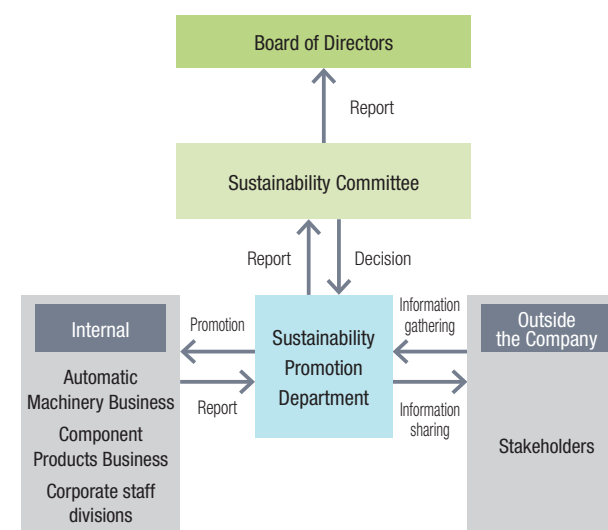 Board of Directors
Report
Sustainability Committee
Report
Decision
Internal
Automatic
Machinery Business
Component
Products Business
Corporate staff
divisions
Promotion
Report
Sustainability
Promotion
Department
Information
gathering
Information
sharing
Outside
the Company
Stakeholders